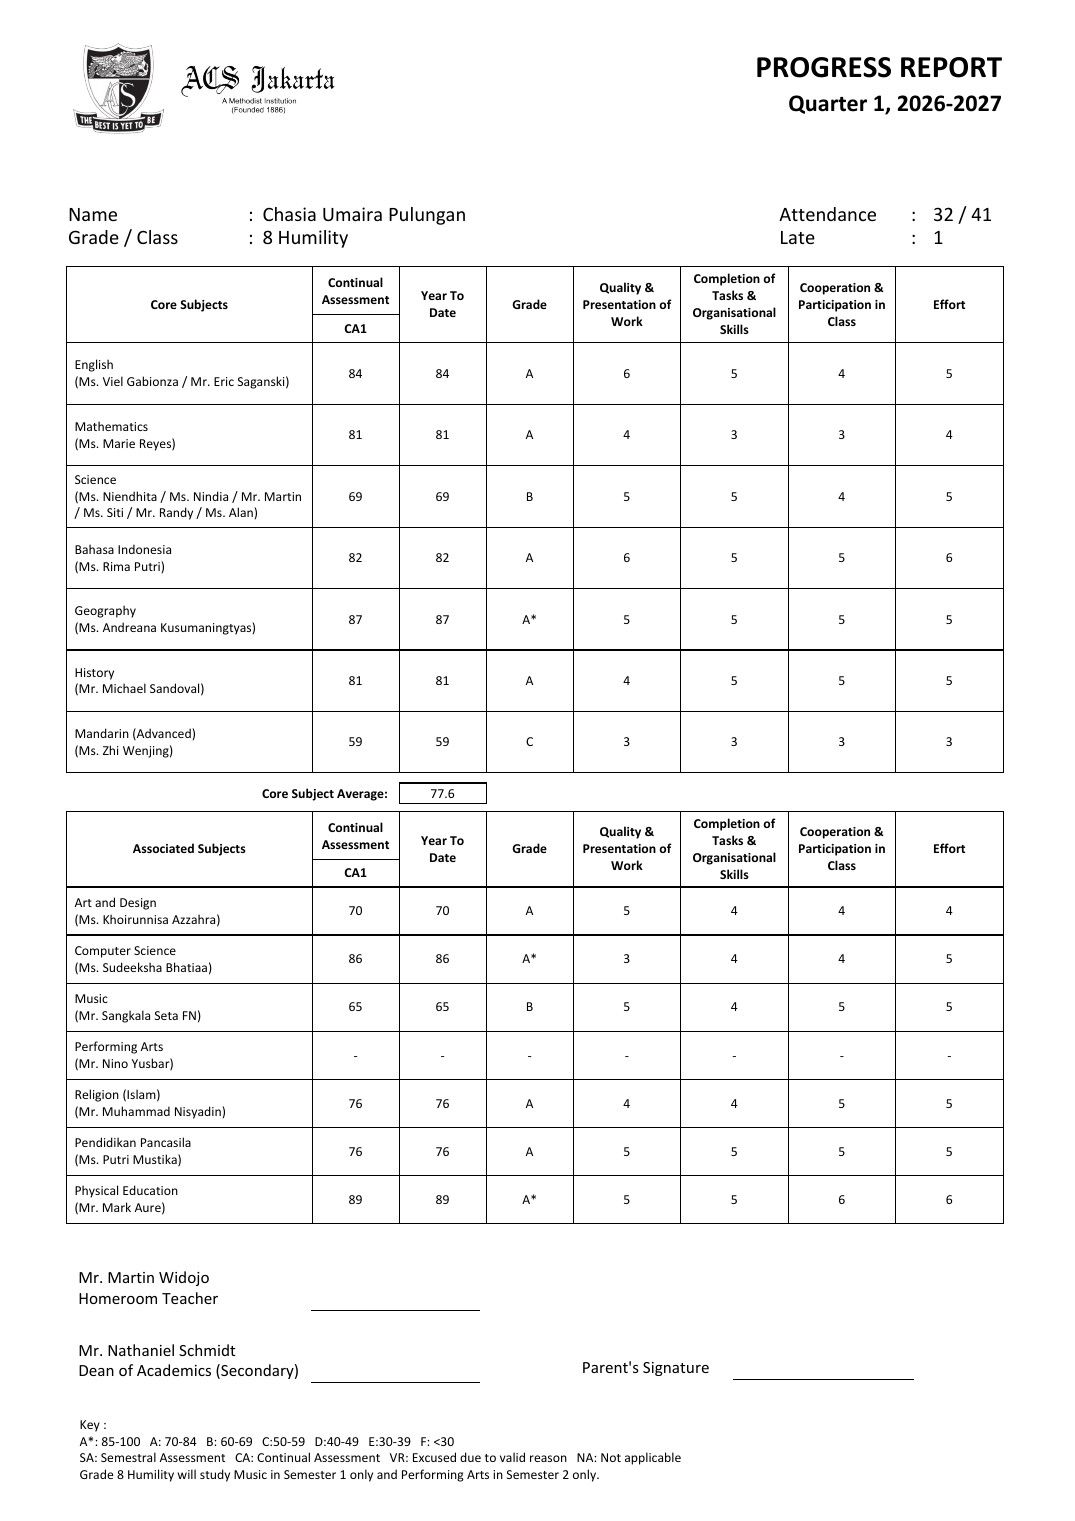 THE BEST IS YET TO BE
ACS Jakarta
A Methodist Institution
(Founded 1886)
PROGRESS REPORT
Quarter 1, 2026-2027
Name : Chasia Umaira Pulungan Attendance : 32 / 41
Grade / Class : 8 Humility Late : 1
Core Subjects Continual Assessment CA1 Year To Date Grade Quality & Presentation of Work Completion of Tasks & Organisational Skills Cooperation & Participation in Class Effort
English
(Ms. Viel Gabionza / Mr. Eric Saganski) 84 84 A 6 5 4 5
Mathematics
(Ms. Marie Reyes) 81 81 A 4 3 3 4
Science
(Ms. Niendhita / Ms. Nindia / Mr. Martin
/ Ms. Siti / Mr. Randy / Ms. Alan) 69 69 B 5 5 4 5
Bahasa Indonesia
(Ms. Rima Putri) 82 82 A 6 5 5 6
Geography
(Ms. Andreana Kusumaningtyas) 87 87 A* 5 5 5 5
History
(Mr. Michael Sandoval) 81 81 A 4 5 5 5
Mandarin (Advanced)
(Ms. Zhi Wenjing) 59 59 C 3 3 3 3
Core Subject Average: 77.6
Associated Subjects Continual Assessment CA1 Year To Date Grade Quality & Presentation of Work Completion of Tasks & Organisational Skills Cooperation & Participation in Class Effort
Art and Design
(Ms. Khoirunnisa Azzahra) 70 70 A 5 4 4 4
Computer Science
(Ms. Sudeeksha Bhatiaa) 86 86 A* 3 4 4 5
Music
(Mr. Sangkala Seta FN) 65 65 B 5 4 5 5
Performing Arts
(Mr. Nino Yusbar) - - - - - - -
Religion (Islam)
(Mr. Muhammad Nisyadin) 76 76 A 4 4 5 5
Pendidikan Pancasila
(Ms. Putri Mustika) 76 76 A 5 5 5 5
Physical Education
(Mr. Mark Aure) 89 89 A* 5 5 6 6
Mr. Martin Widojo
Homeroom Teacher
Mr. Nathaniel Schmidt
Dean of Academics (Secondary) Parent's Signature
Key :
A*: 85-100 A: 70-84 B: 60-69 C:50-59 D:40-49 E:30-39 F: <30
SA: Semestral Assessment CA: Continual Assessment VR: Excused due to valid reason NA: Not applicable
Grade 8 Humility will study Music in Semester 1 only and Performing Arts in Semester 2 only.